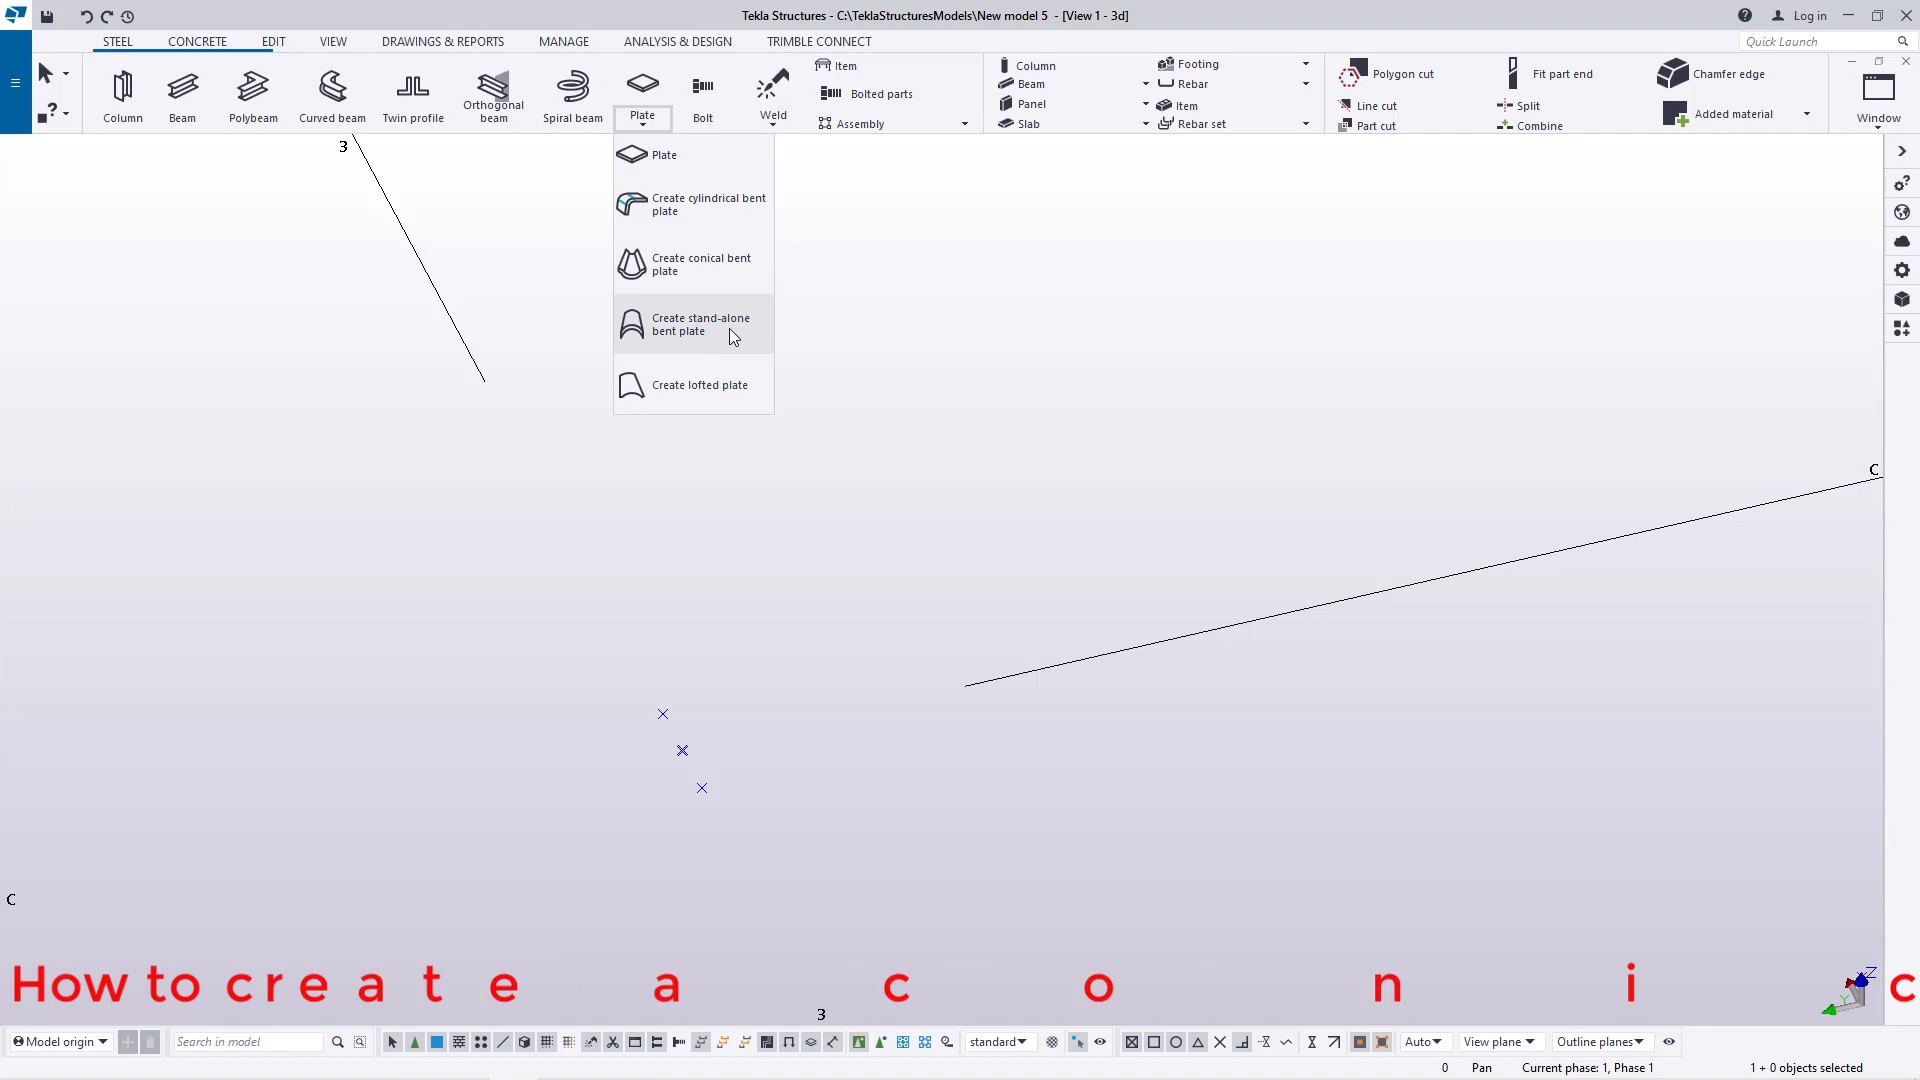 Tekla Structures - C:\TeklaStructuresModels\New model 5 - [View 1 - 3d]
Log in
STEEL CONCRETE EDIT VIEW DRAWINGS & REPORTS MANAGE ANALYSIS & DESIGN TRIMBLE CONNECT
Quick Launch
Column
Beam
Polybeam
Curved beam
Twin profile
Orthogonal
beam
Spiral beam
Plate
Bolt
Weld
Item
Bolted parts
Assembly
Column
Beam
Panel
Slab
Footing
Rebar
Item
Rebar set
Polygon cut
Line cut
Part cut
Fit part end
Split
Combine
Chamfer edge
Added material
Window
Plate
Create cylindrical bent
plate
Create conical bent
plate
Create stand-alone
bent plate
Create lofted plate
3
C
C
How to create a conic
3
Z
Y
Model origin
Search in model
standard
Auto
View plane
Outline planes
0 Pan Current phase: 1, Phase 1 1 + 0 objects selected